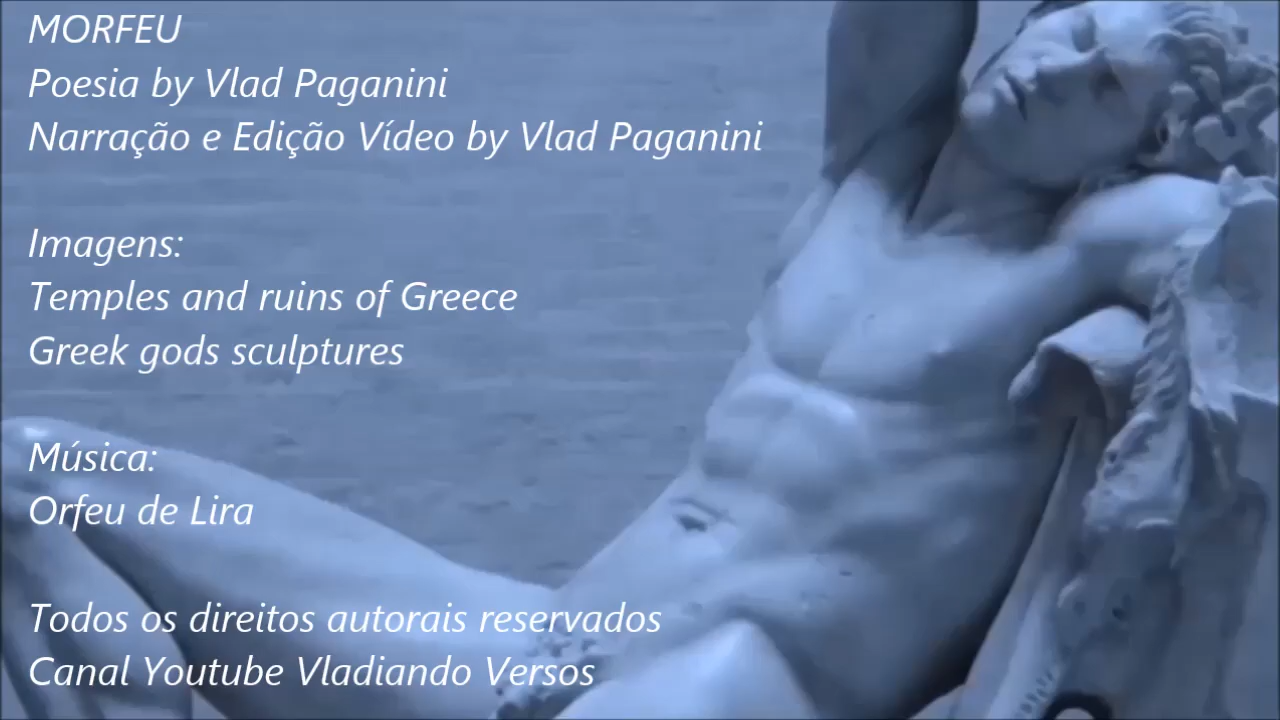 MORFEU
Poesia by Vlad Paganini
Narração e Edição Vídeo by Vlad Paganini
Imagens:
Temples and ruins of Greece
Greek gods sculptures
Música:
Orfeu de Lira
Todos os direitos autorais reservados
Canal Youtube Vladiando Versos